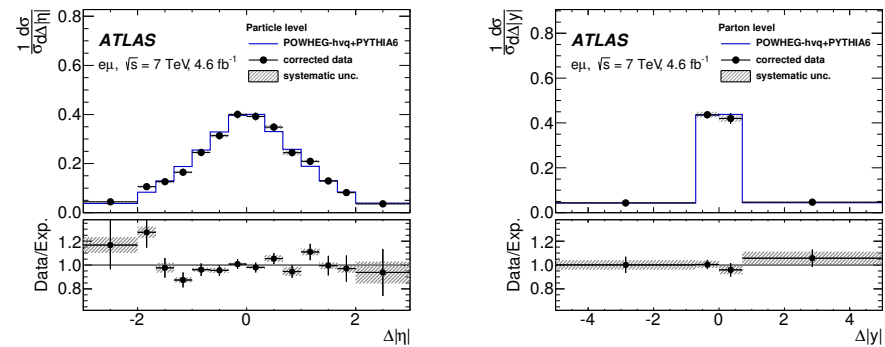 1/σ dσ/dΔ|η|
0.8
0.6
0.4
0.2
0.0
ATLAS
eμ, √s = 7 TeV, 4.6 fb⁻¹
Particle level
POWHEG-hvq+PYTHIA6
corrected data
systematic unc.
Data/Exp.
1.2
1.0
0.8
-2 0 2
Δ|η|
1/σ dσ/dΔ|y|
0.8
0.6
0.4
0.2
0.0
ATLAS
eμ, √s = 7 TeV, 4.6 fb⁻¹
Parton level
POWHEG-hvq+PYTHIA6
corrected data
systematic unc.
Data/Exp.
1.2
1.0
0.8
-4 -2 0 2 4
Δ|y|